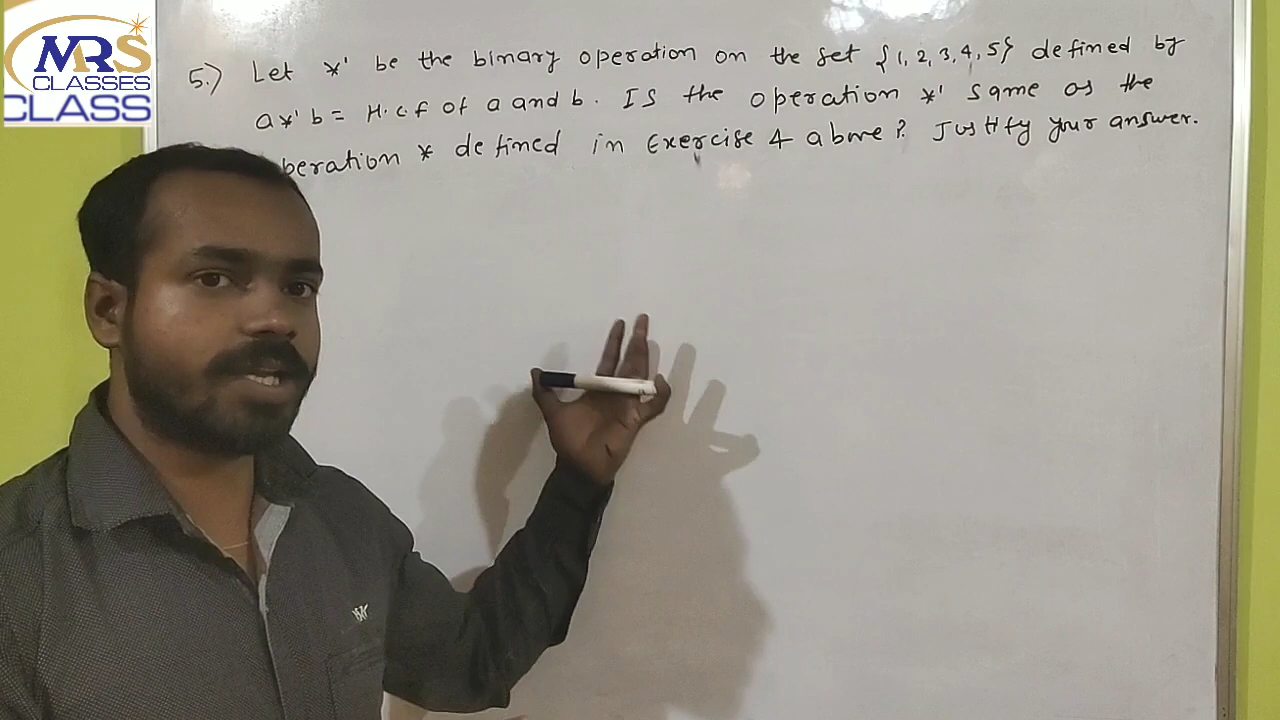 MRS
CLASSES
CLASS
5.) Let *' be the binary operation on the set {1, 2, 3, 4, 5} defined by
a *' b = H.C.f of a and b. Is the operation *' same as the
peration * defined in Exercise 4 above? Justify your answer.